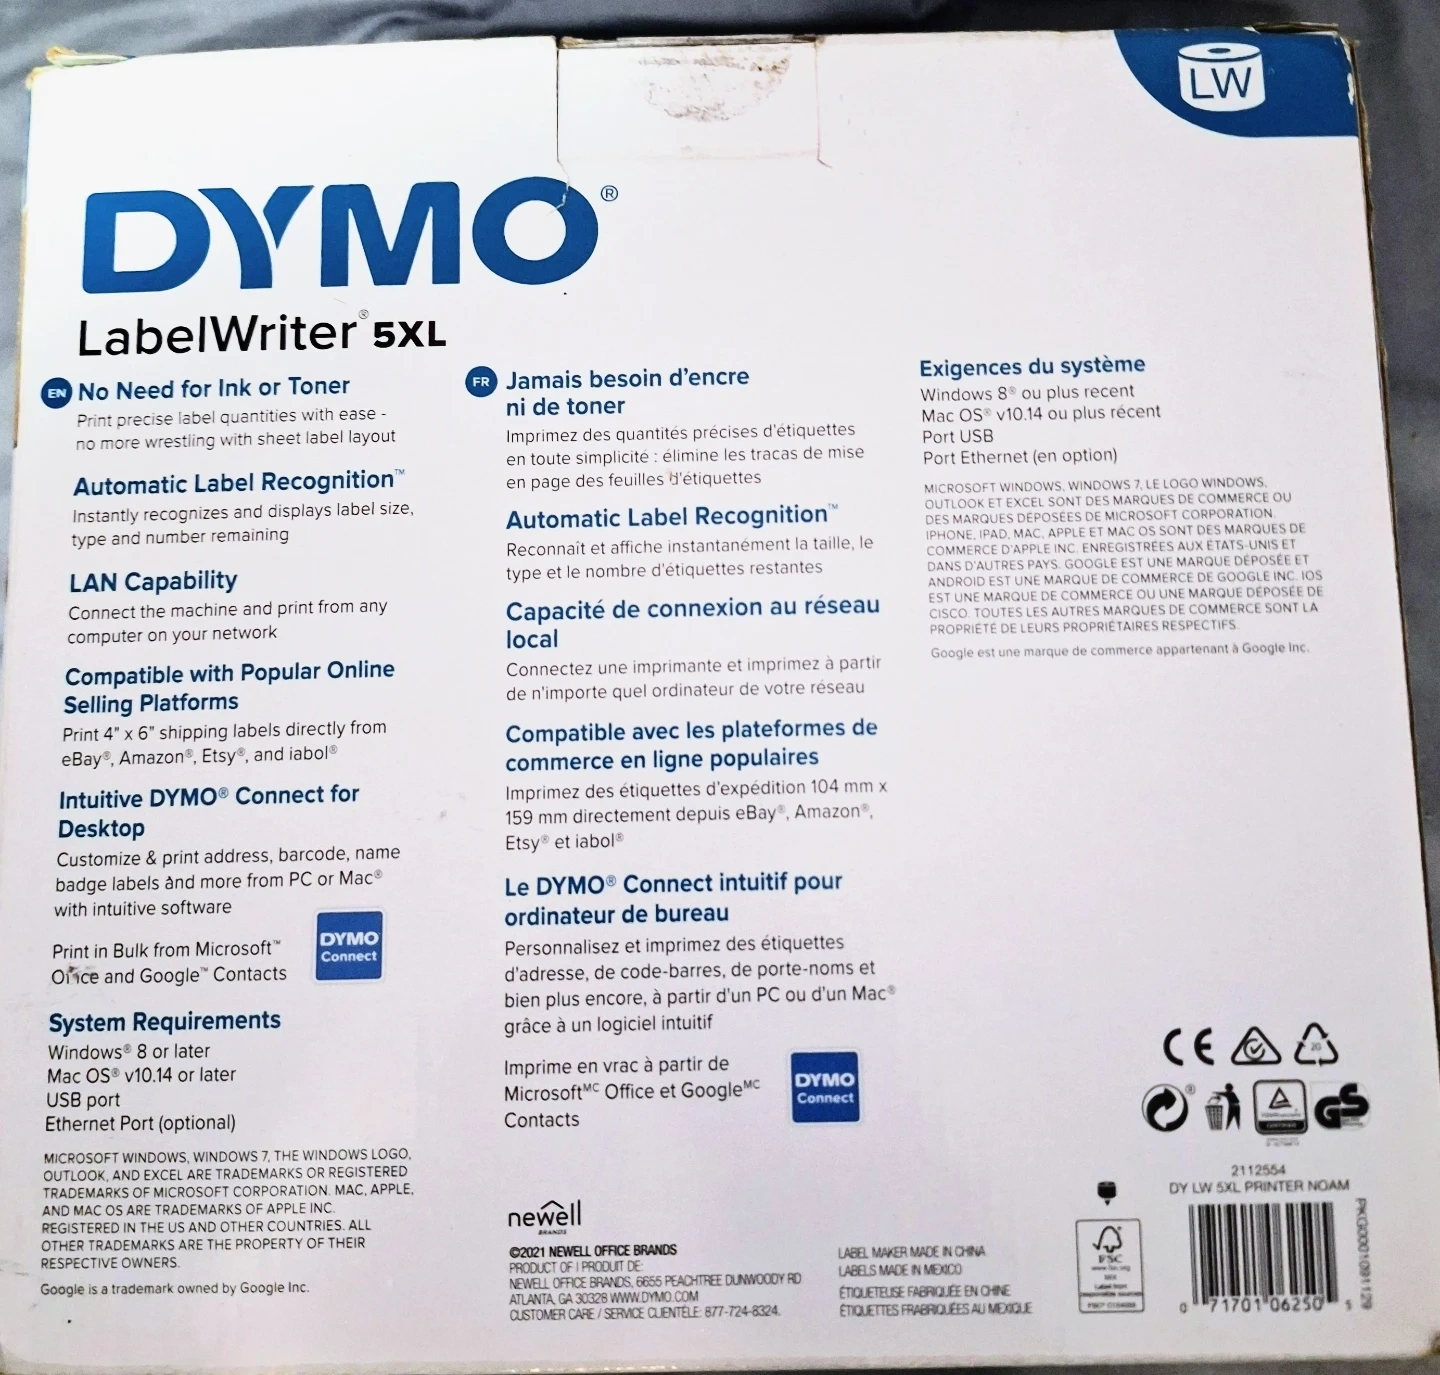 LW
DYMO®
LabelWriter® 5XL
EN No Need for Ink or Toner
Print precise label quantities with ease -
no more wrestling with sheet label layout
Automatic Label Recognition™
Instantly recognizes and displays label size,
type and number remaining
LAN Capability
Connect the machine and print from any
computer on your network
Compatible with Popular Online
Selling Platforms
Print 4" x 6" shipping labels directly from
eBay®, Amazon®, Etsy®, and iabol®
Intuitive DYMO® Connect for
Desktop
Customize & print address, barcode, name
badge labels and more from PC or Mac®
with intuitive software
Print in Bulk from Microsoft™
Office and Google™ Contacts
DYMO
Connect
System Requirements
Windows® 8 or later
Mac OS® v10.14 or later
USB port
Ethernet Port (optional)
MICROSOFT WINDOWS, WINDOWS 7, THE WINDOWS LOGO,
OUTLOOK, AND EXCEL ARE TRADEMARKS OR REGISTERED
TRADEMARKS OF MICROSOFT CORPORATION. MAC, APPLE,
AND MAC OS ARE TRADEMARKS OF APPLE INC.
REGISTERED IN THE US AND OTHER COUNTRIES. ALL
OTHER TRADEMARKS ARE THE PROPERTY OF THEIR
RESPECTIVE OWNERS.
Google is a trademark owned by Google Inc.
FR Jamais besoin d'encre
ni de toner
Imprimez des quantités précises d'étiquettes
en toute simplicité : élimine les tracas de mise
en page des feuilles d'étiquettes
Automatic Label Recognition™
Reconnaît et affiche instantanément la taille, le
type et le nombre d'étiquettes restantes
Capacité de connexion au réseau
local
Connectez une imprimante et imprimez à partir
de n'importe quel ordinateur de votre réseau
Compatible avec les plateformes de
commerce en ligne populaires
Imprimez des étiquettes d'expédition 104 mm x
159 mm directement depuis eBay®, Amazon®,
Etsy® et iabol®
Le DYMO® Connect intuitif pour
ordinateur de bureau
Personnalisez et imprimez des étiquettes
d'adresse, de code-barres, de porte-noms et
bien plus encore, à partir d'un PC ou d'un Mac®
grâce à un logiciel intuitif
Imprime en vrac à partir de
Microsoft MC Office et Google MC
Contacts
DYMO
Connect
newell
BRANDS
©2021 NEWELL OFFICE BRANDS
PRODUCT OF | PRODUIT DE:
NEWELL OFFICE BRANDS, 6655 PEACHTREE DUNWOODY RD
ATLANTA, GA 30328 WWW.DYMO.COM
CUSTOMER CARE / SERVICE CLIENTÈLE: 877-724-8324.
Exigences du système
Windows 8® ou plus recent
Mac OS® v10.14 ou plus récent
Port USB
Port Ethernet (en option)
MICROSOFT WINDOWS, WINDOWS 7, LE LOGO WINDOWS,
OUTLOOK ET EXCEL SONT DES MARQUES DE COMMERCE OU
DES MARQUES DÉPOSÉES DE MICROSOFT CORPORATION.
IPHONE, IPAD, MAC, APPLE ET MAC OS SONT DES MARQUES DE
COMMERCE D'APPLE INC. ENREGISTRÉES AUX ÉTATS-UNIS ET
DANS D'AUTRES PAYS. GOOGLE EST UNE MARQUE DÉPOSÉE ET
ANDROID EST UNE MARQUE DE COMMERCE DE GOOGLE INC. IOS
EST UNE MARQUE DE COMMERCE OU UNE MARQUE DÉPOSÉE DE
CISCO. TOUTES LES AUTRES MARQUES DE COMMERCE SONT LA
PROPRIÉTÉ DE LEURS PROPRIÉTAIRES RESPECTIFS.
Google est une marque de commerce appartenant à Google Inc.
LABEL MAKER MADE IN CHINA
LABELS MADE IN MEXICO
ÉTIQUETEUSE FABRIQUÉE EN CHINE
ÉTIQUETTES FRABRIQUÉES AU MEXIQUE
CE
20
®
GS
2112554
DY LW 5XL PRINTER NOAM
FSC
www.fsc.org
MIX
0 71701 06250 5
PKG0001091129